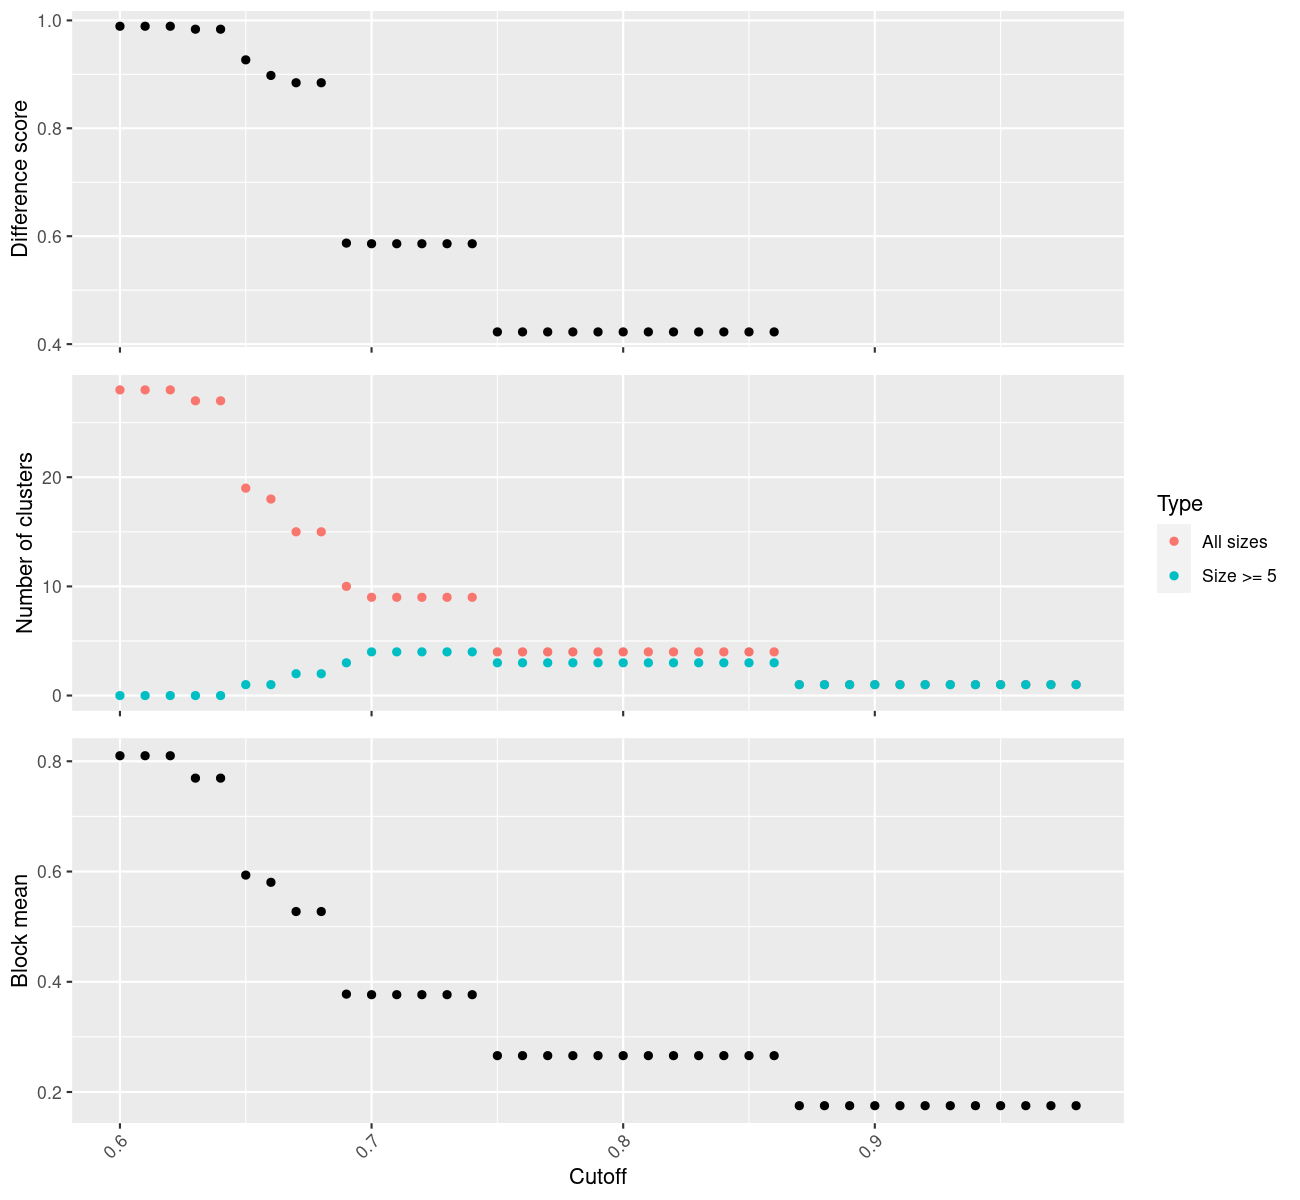 1.0
0.8
0.6
0.4
Difference score
20
10
0
Number of clusters
Type
All sizes
Size >= 5
0.8
0.6
0.4
0.2
Block mean
0.6
0.7
0.8
0.9
Cutoff